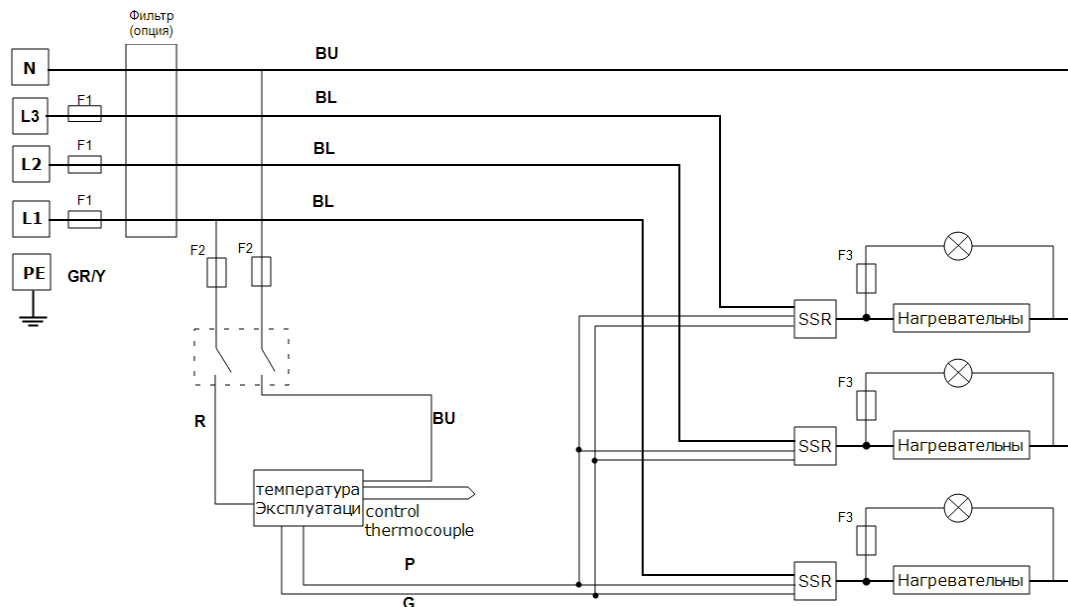 Фильтр
(опция)
N
BU
L3
F1
BL
L2
F1
BL
L1
F1
BL
PE
GR/Y
F2
F2
R
BU
температура
Эксплуатаци
control
thermocouple
P
G
F3
SSR
Нагревательны
F3
SSR
Нагревательны
F3
SSR
Нагревательны